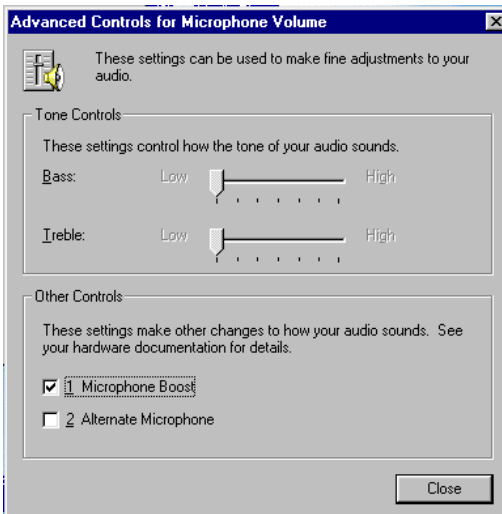 Advanced Controls for Microphone Volume
These settings can be used to make fine adjustments to your
audio.
Tone Controls
These settings control how the tone of your audio sounds.
Bass: Low High
Treble: Low High
Other Controls
These settings make other changes to how your audio sounds. See
your hardware documentation for details.
1 Microphone Boost
2 Alternate Microphone
Close